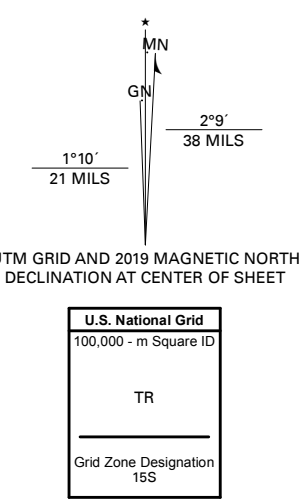 ★
MN
GN
2°9´
38 MILS
1°10´
21 MILS
UTM GRID AND 2019 MAGNETIC NORTH
DECLINATION AT CENTER OF SHEET
U.S. National Grid
100,000 - m Square ID
TR
Grid Zone Designation
15S